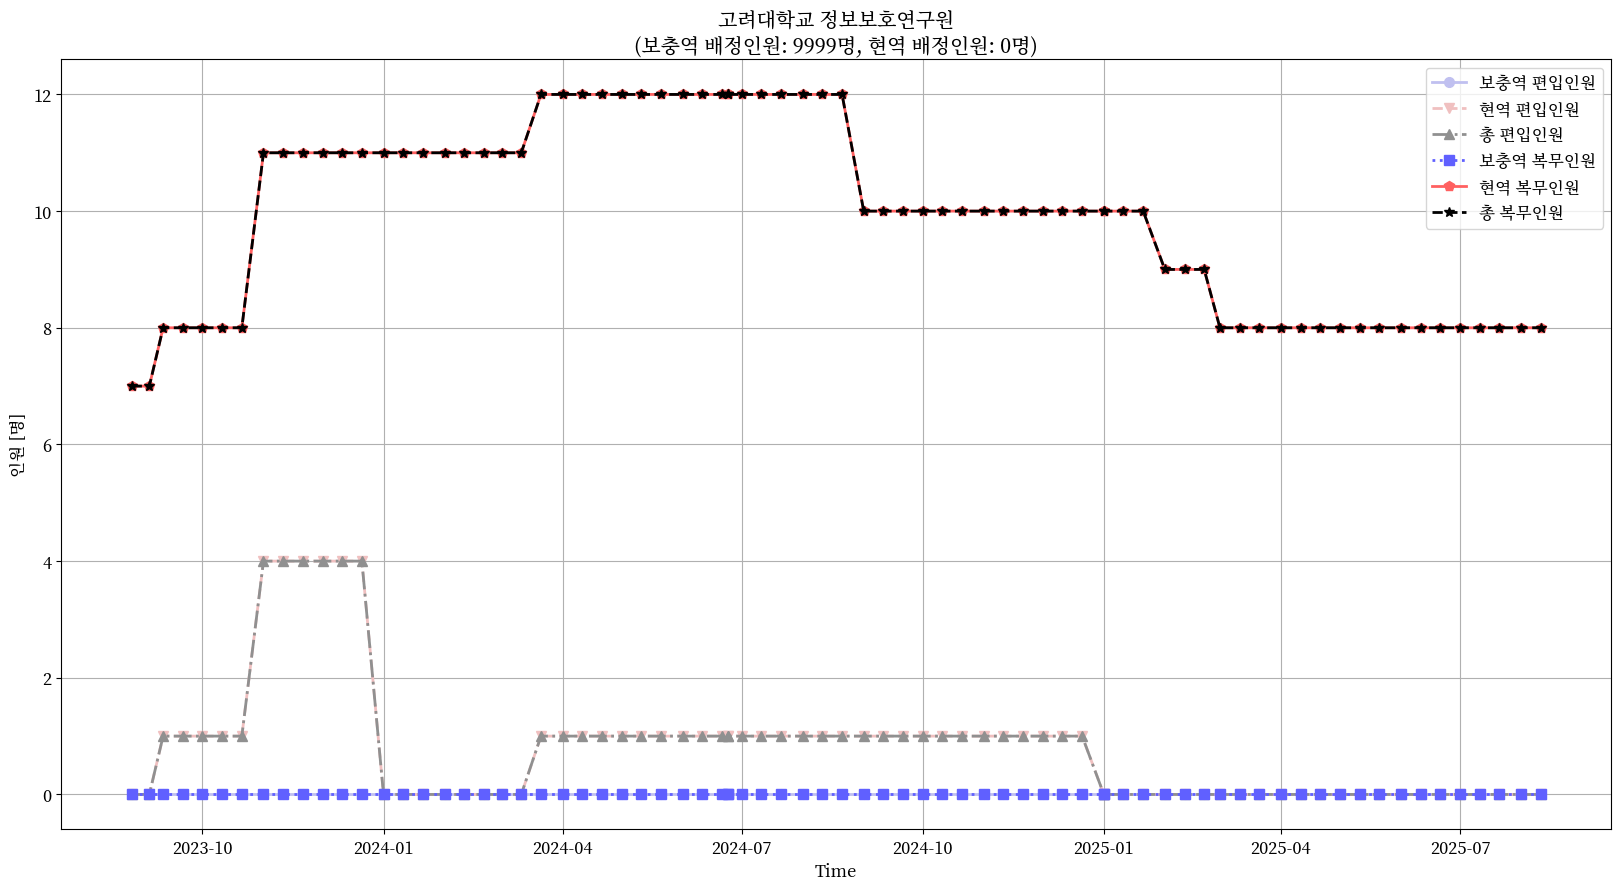 고려대학교 정보보호연구원
(보충역 배정인원: 9999명, 현역 배정인원: 0명)
보충역 편입인원
현역 편입인원
총 편입인원
보충역 복무인원
현역 복무인원
총 복무인원
인원 [명]
12
10
8
6
4
2
0
2023-10
2024-01
2024-04
2024-07
2024-10
2025-01
2025-04
2025-07
Time